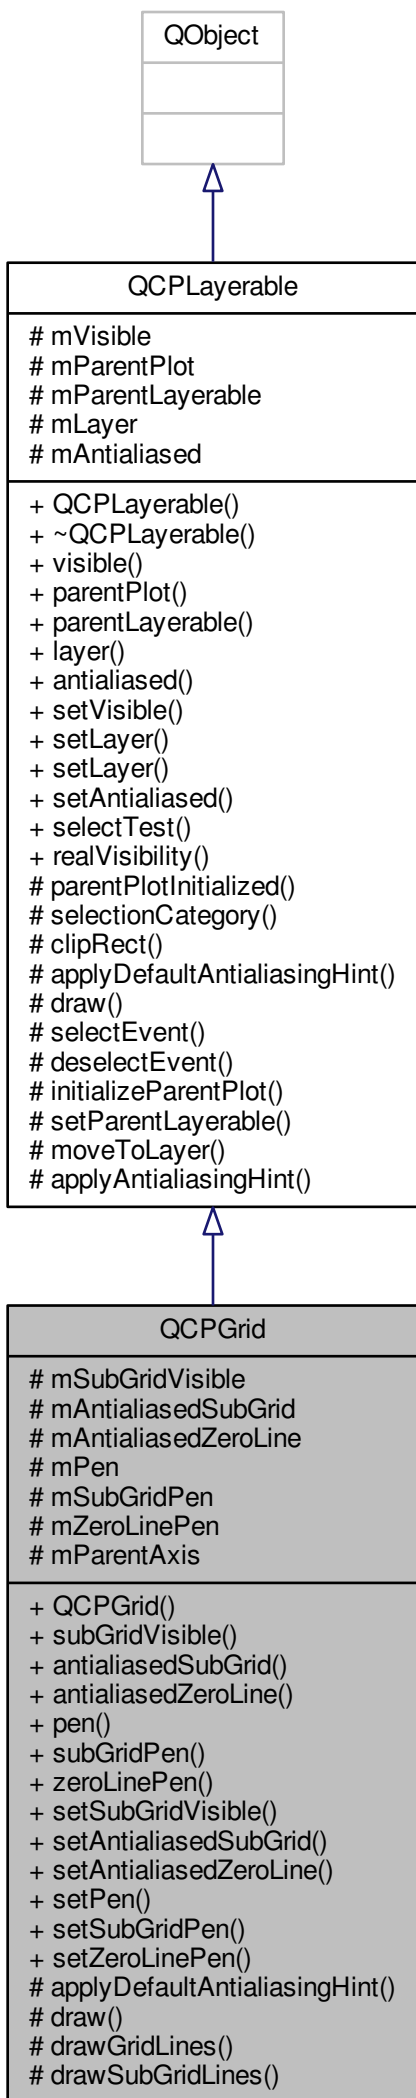 QObject
QCPLayerable
# mVisible
# mParentPlot
# mParentLayerable
# mLayer
# mAntialiased
+ QCPLayerable()
+ ~QCPLayerable()
+ visible()
+ parentPlot()
+ parentLayerable()
+ layer()
+ antialiased()
+ setVisible()
+ setLayer()
+ setLayer()
+ setAntialiased()
+ selectTest()
+ realVisibility()
# parentPlotInitialized()
# selectionCategory()
# clipRect()
# applyDefaultAntialiasingHint()
# draw()
# selectEvent()
# deselectEvent()
# initializeParentPlot()
# setParentLayerable()
# moveToLayer()
# applyAntialiasingHint()
QCPGrid
# mSubGridVisible
# mAntialiasedSubGrid
# mAntialiasedZeroLine
# mPen
# mSubGridPen
# mZeroLinePen
# mParentAxis
+ QCPGrid()
+ subGridVisible()
+ antialiasedSubGrid()
+ antialiasedZeroLine()
+ pen()
+ subGridPen()
+ zeroLinePen()
+ setSubGridVisible()
+ setAntialiasedSubGrid()
+ setAntialiasedZeroLine()
+ setPen()
+ setSubGridPen()
+ setZeroLinePen()
# applyDefaultAntialiasingHint()
# draw()
# drawGridLines()
# drawSubGridLines()